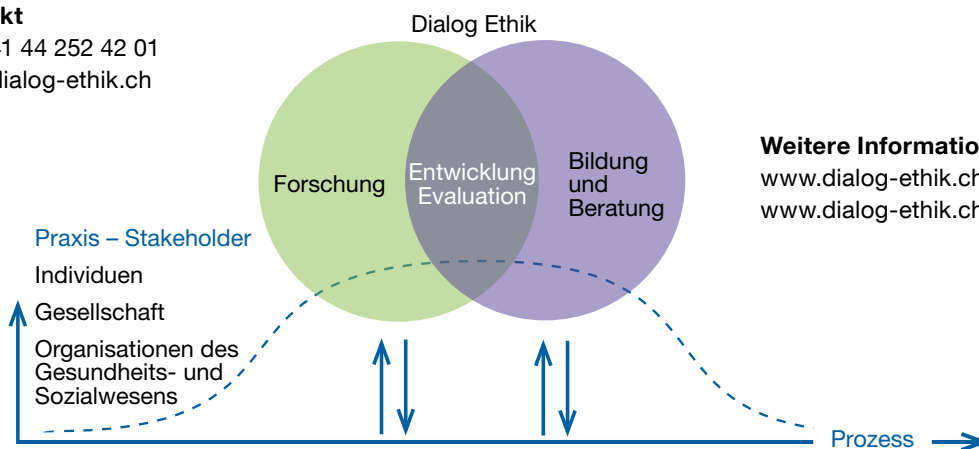 kt
1 44 252 42 01
dialog-ethik.ch
Dialog Ethik
Forschung
Entwicklung
Evaluation
Bildung
und
Beratung
Weitere Informatio
www.dialog-ethik.ch
www.dialog-ethik.ch
Praxis – Stakeholder
Individuen
Gesellschaft
Organisationen des
Gesundheits- und
Sozialwesens
Prozess